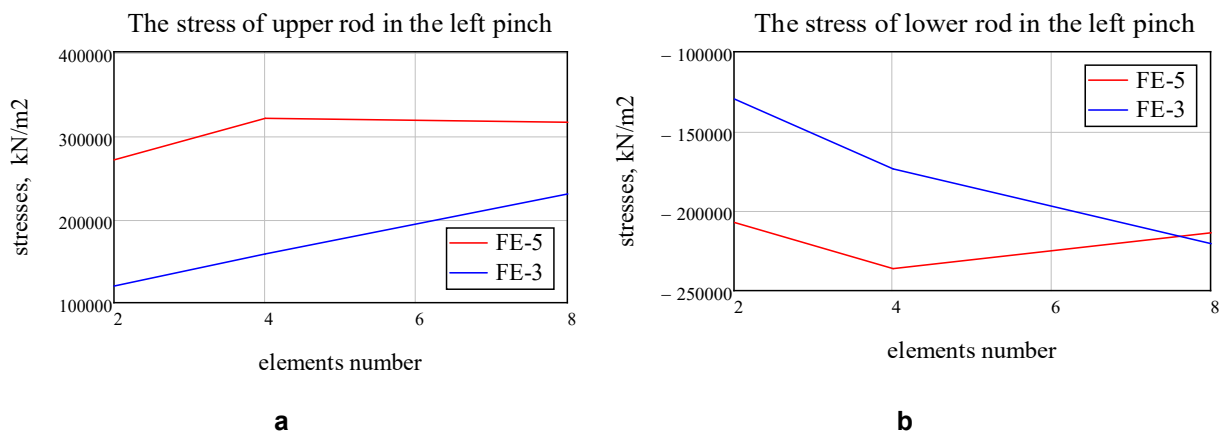 The stress of upper rod in the left pinch
400000
300000
200000
100000
stresses, kN/m2
FE-5
FE-3
2
4
6
8
elements number
a
The stress of lower rod in the left pinch
− 100000
− 150000
− 200000
− 250000
stresses, kN/m2
FE-5
FE-3
2
4
6
8
elements number
b